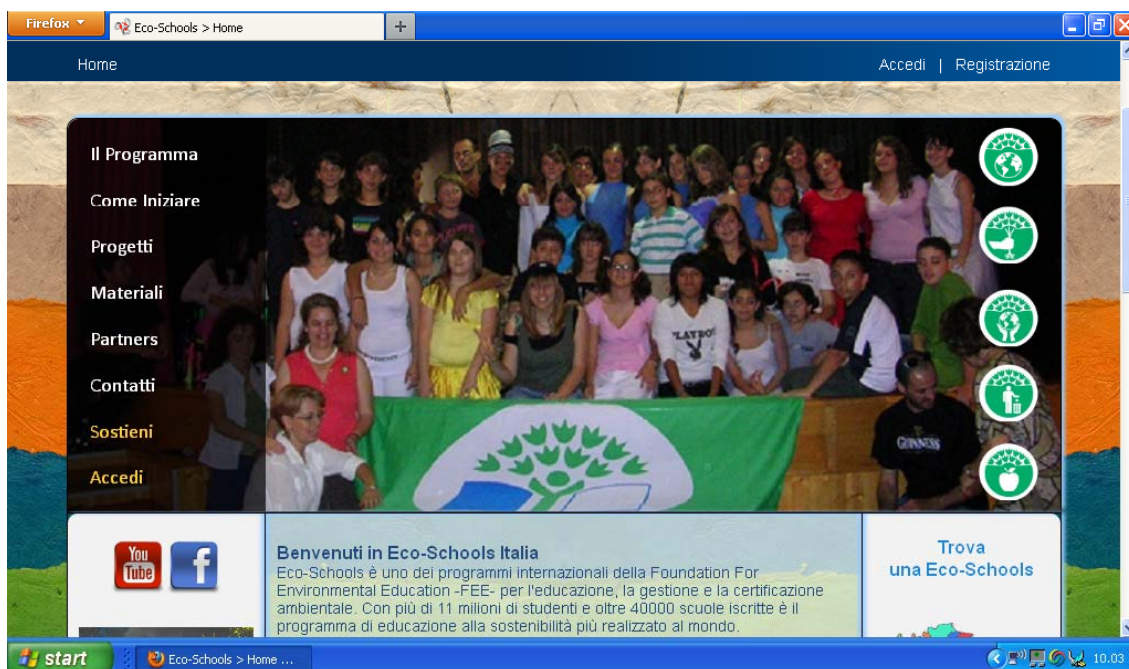 Firefox
Eco-Schools > Home
+
Home
Accedi | Registrazione
Il Programma
Come Iniziare
Progetti
Materiali
Partners
Contatti
Sostieni
Accedi
PLAYBOY
GUINNESS
You
Tube
f
Benvenuti in Eco-Schools Italia
Eco-Schools è uno dei programmi internazionali della Foundation For
Environmental Education -FEE- per l'educazione, la gestione e la certificazione
ambientale. Con più di 11 milioni di studenti e oltre 40000 scuole iscritte è il
programma di educazione alla sostenibilità più realizzato al mondo.
Trova
una Eco-Schools
start
Eco-Schools > Home ...
10.03